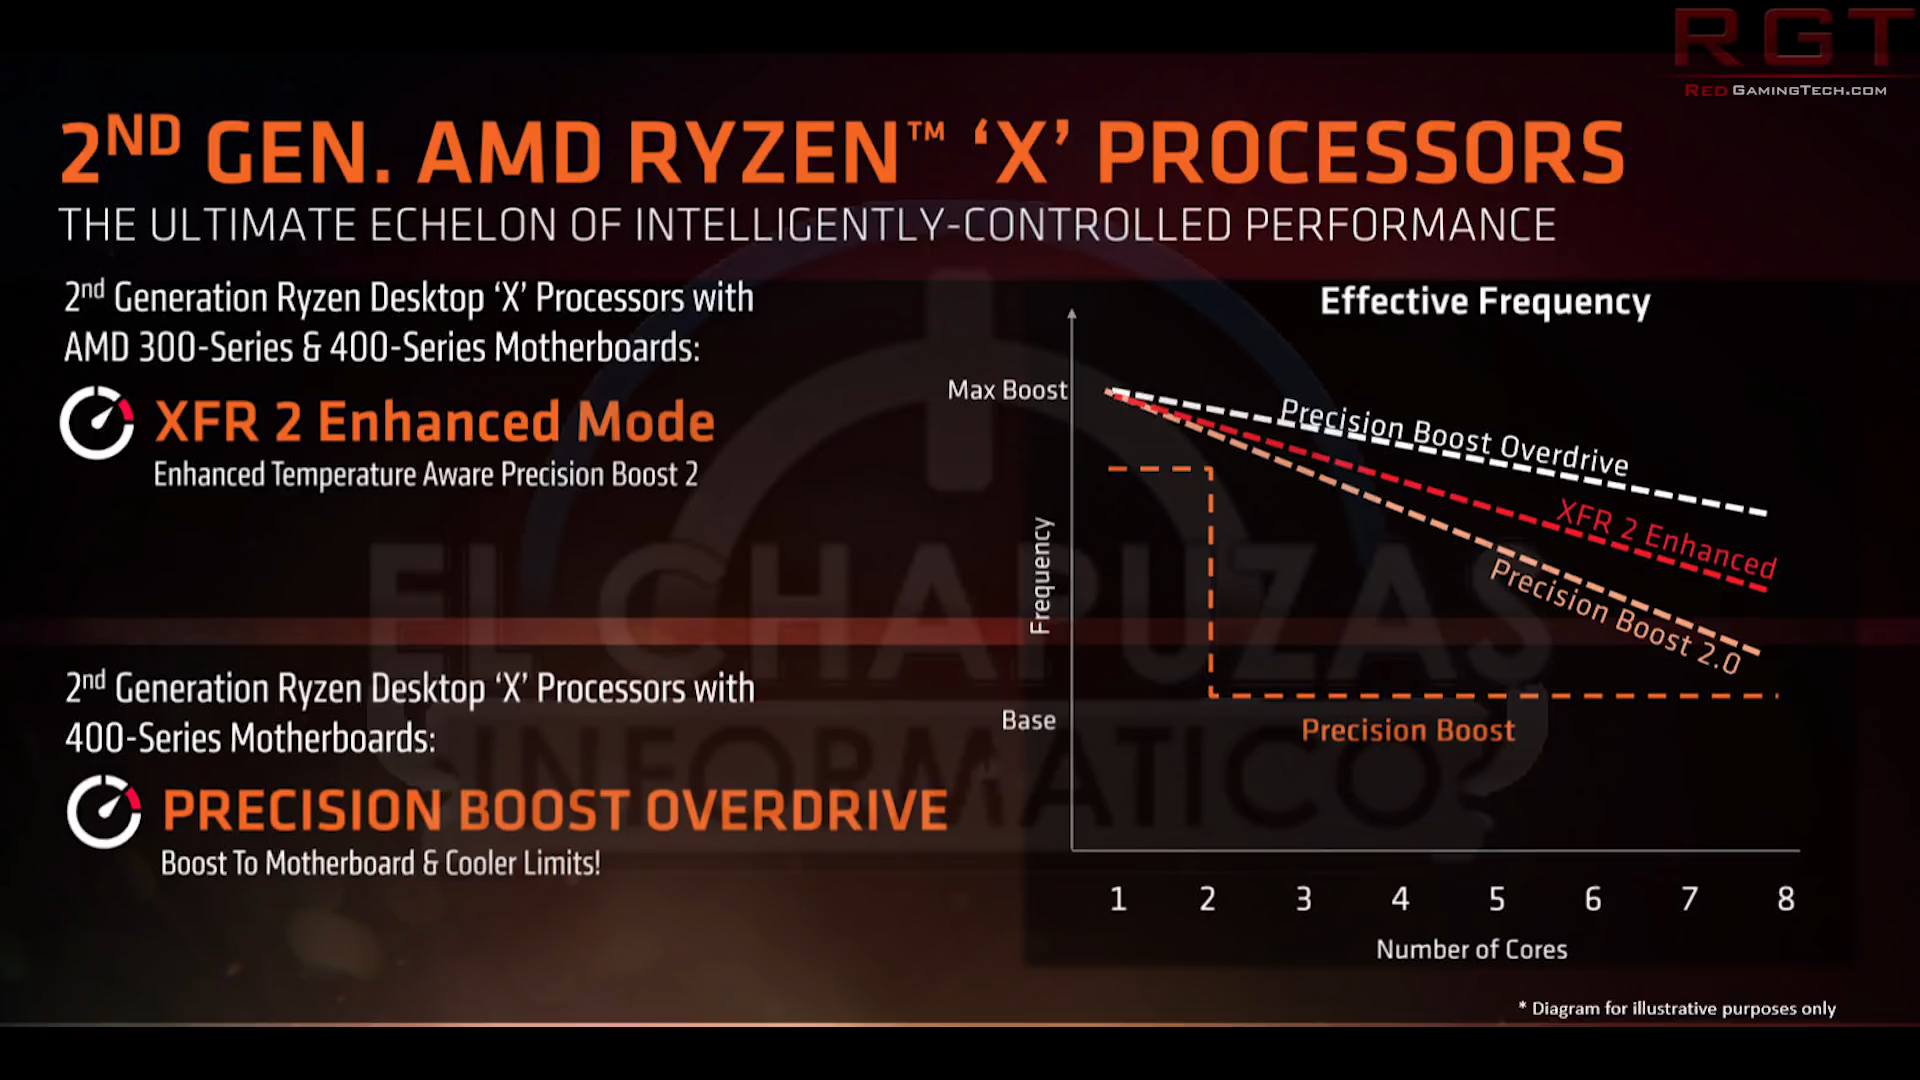 RGT
RED GAMINGTECH.COM
2ND GEN. AMD RYZEN™ ‘X’ PROCESSORS
THE ULTIMATE ECHELON OF INTELLIGENTLY-CONTROLLED PERFORMANCE
2nd Generation Ryzen Desktop ‘X’ Processors with
AMD 300-Series & 400-Series Motherboards:
XFR 2 Enhanced Mode
Enhanced Temperature Aware Precision Boost 2
2nd Generation Ryzen Desktop ‘X’ Processors with
400-Series Motherboards:
PRECISION BOOST OVERDRIVE
Boost To Motherboard & Cooler Limits!
Effective Frequency
Max Boost
Precision Boost Overdrive
XFR 2 Enhanced
Precision Boost 2.0
Frequency
Base
Precision Boost
1 2 3 4 5 6 7 8
Number of Cores
* Diagram for illustrative purposes only
EL CHAPUZAS
INFORMÁTICO